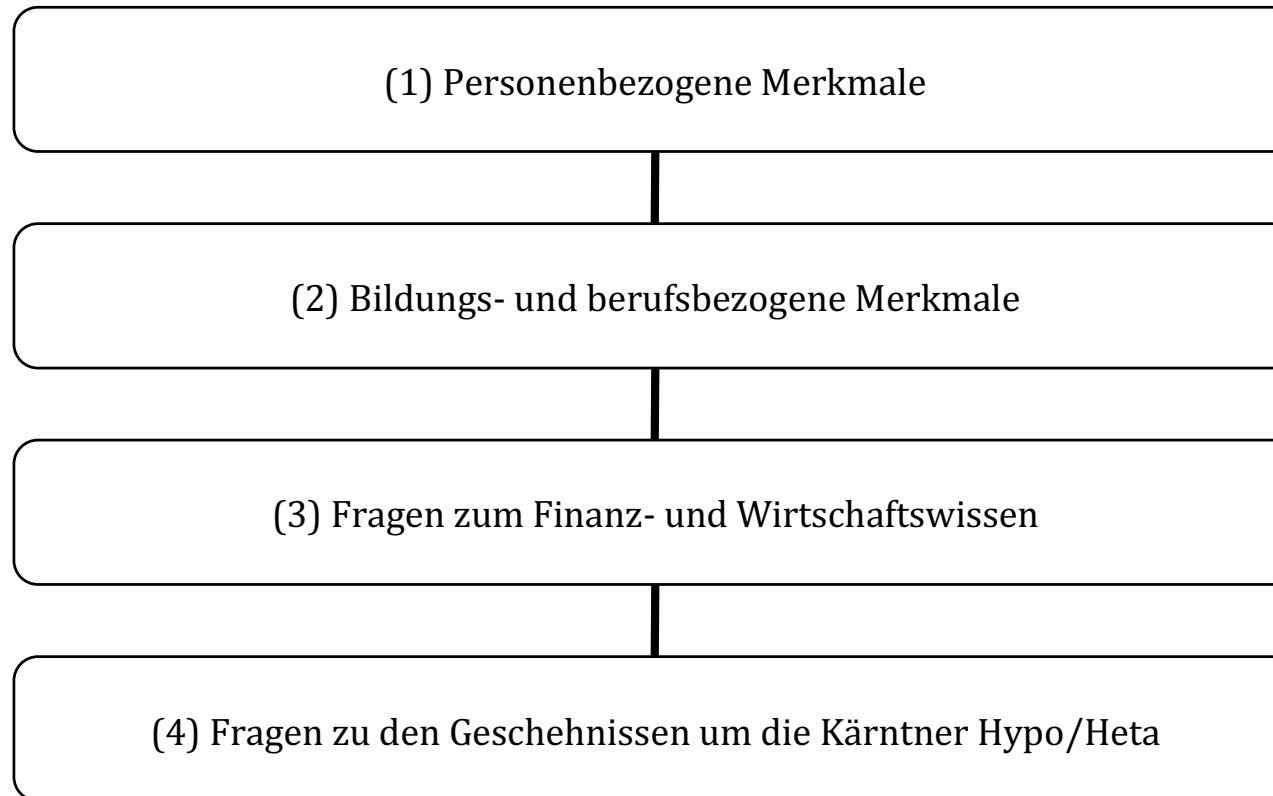 (1) Personenbezogene Merkmale
(2) Bildungs- und berufsbezogene Merkmale
(3) Fragen zum Finanz- und Wirtschaftswissen
(4) Fragen zu den Geschehnissen um die Kärntner Hypo/Heta